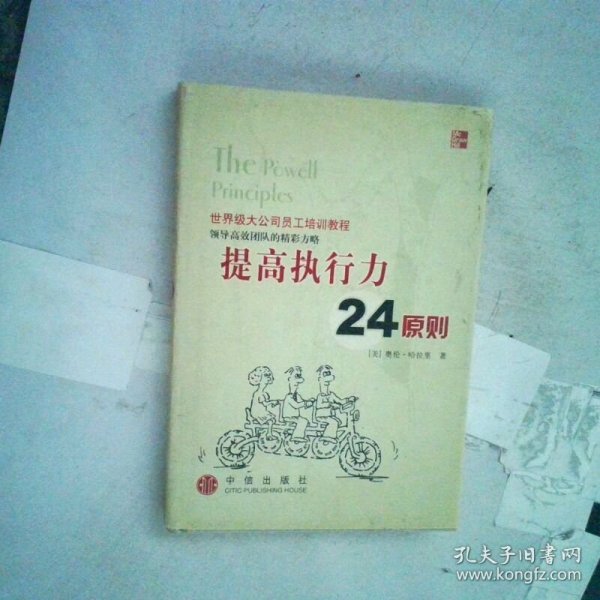 The Powell
Principles
世界级大公司员工培训教程
领导高效团队的精彩方略
提高执行力
24原则
[美] 奥伦·哈拉里 著
中信出版社
CITIC PUBLISHING HOUSE
孔夫子旧书网
www.kongfz.com